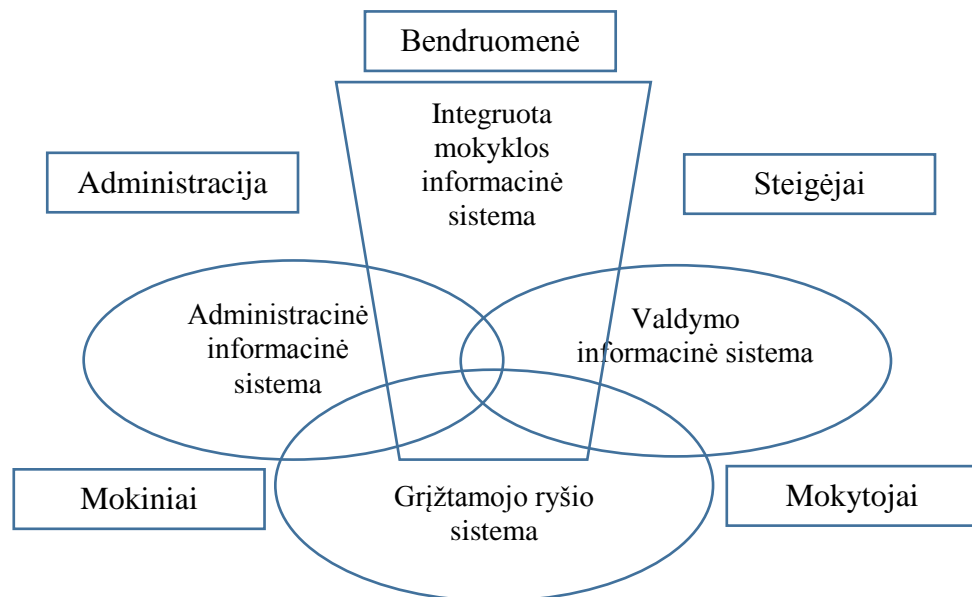 Bendruomenė
Integruota
mokyklos
informacinė
sistema
Administracija
Steigėjai
Administracinė
informacinė
sistema
Valdymo
informacinė sistema
Mokiniai
Grįžtamojo ryšio
sistema
Mokytojai